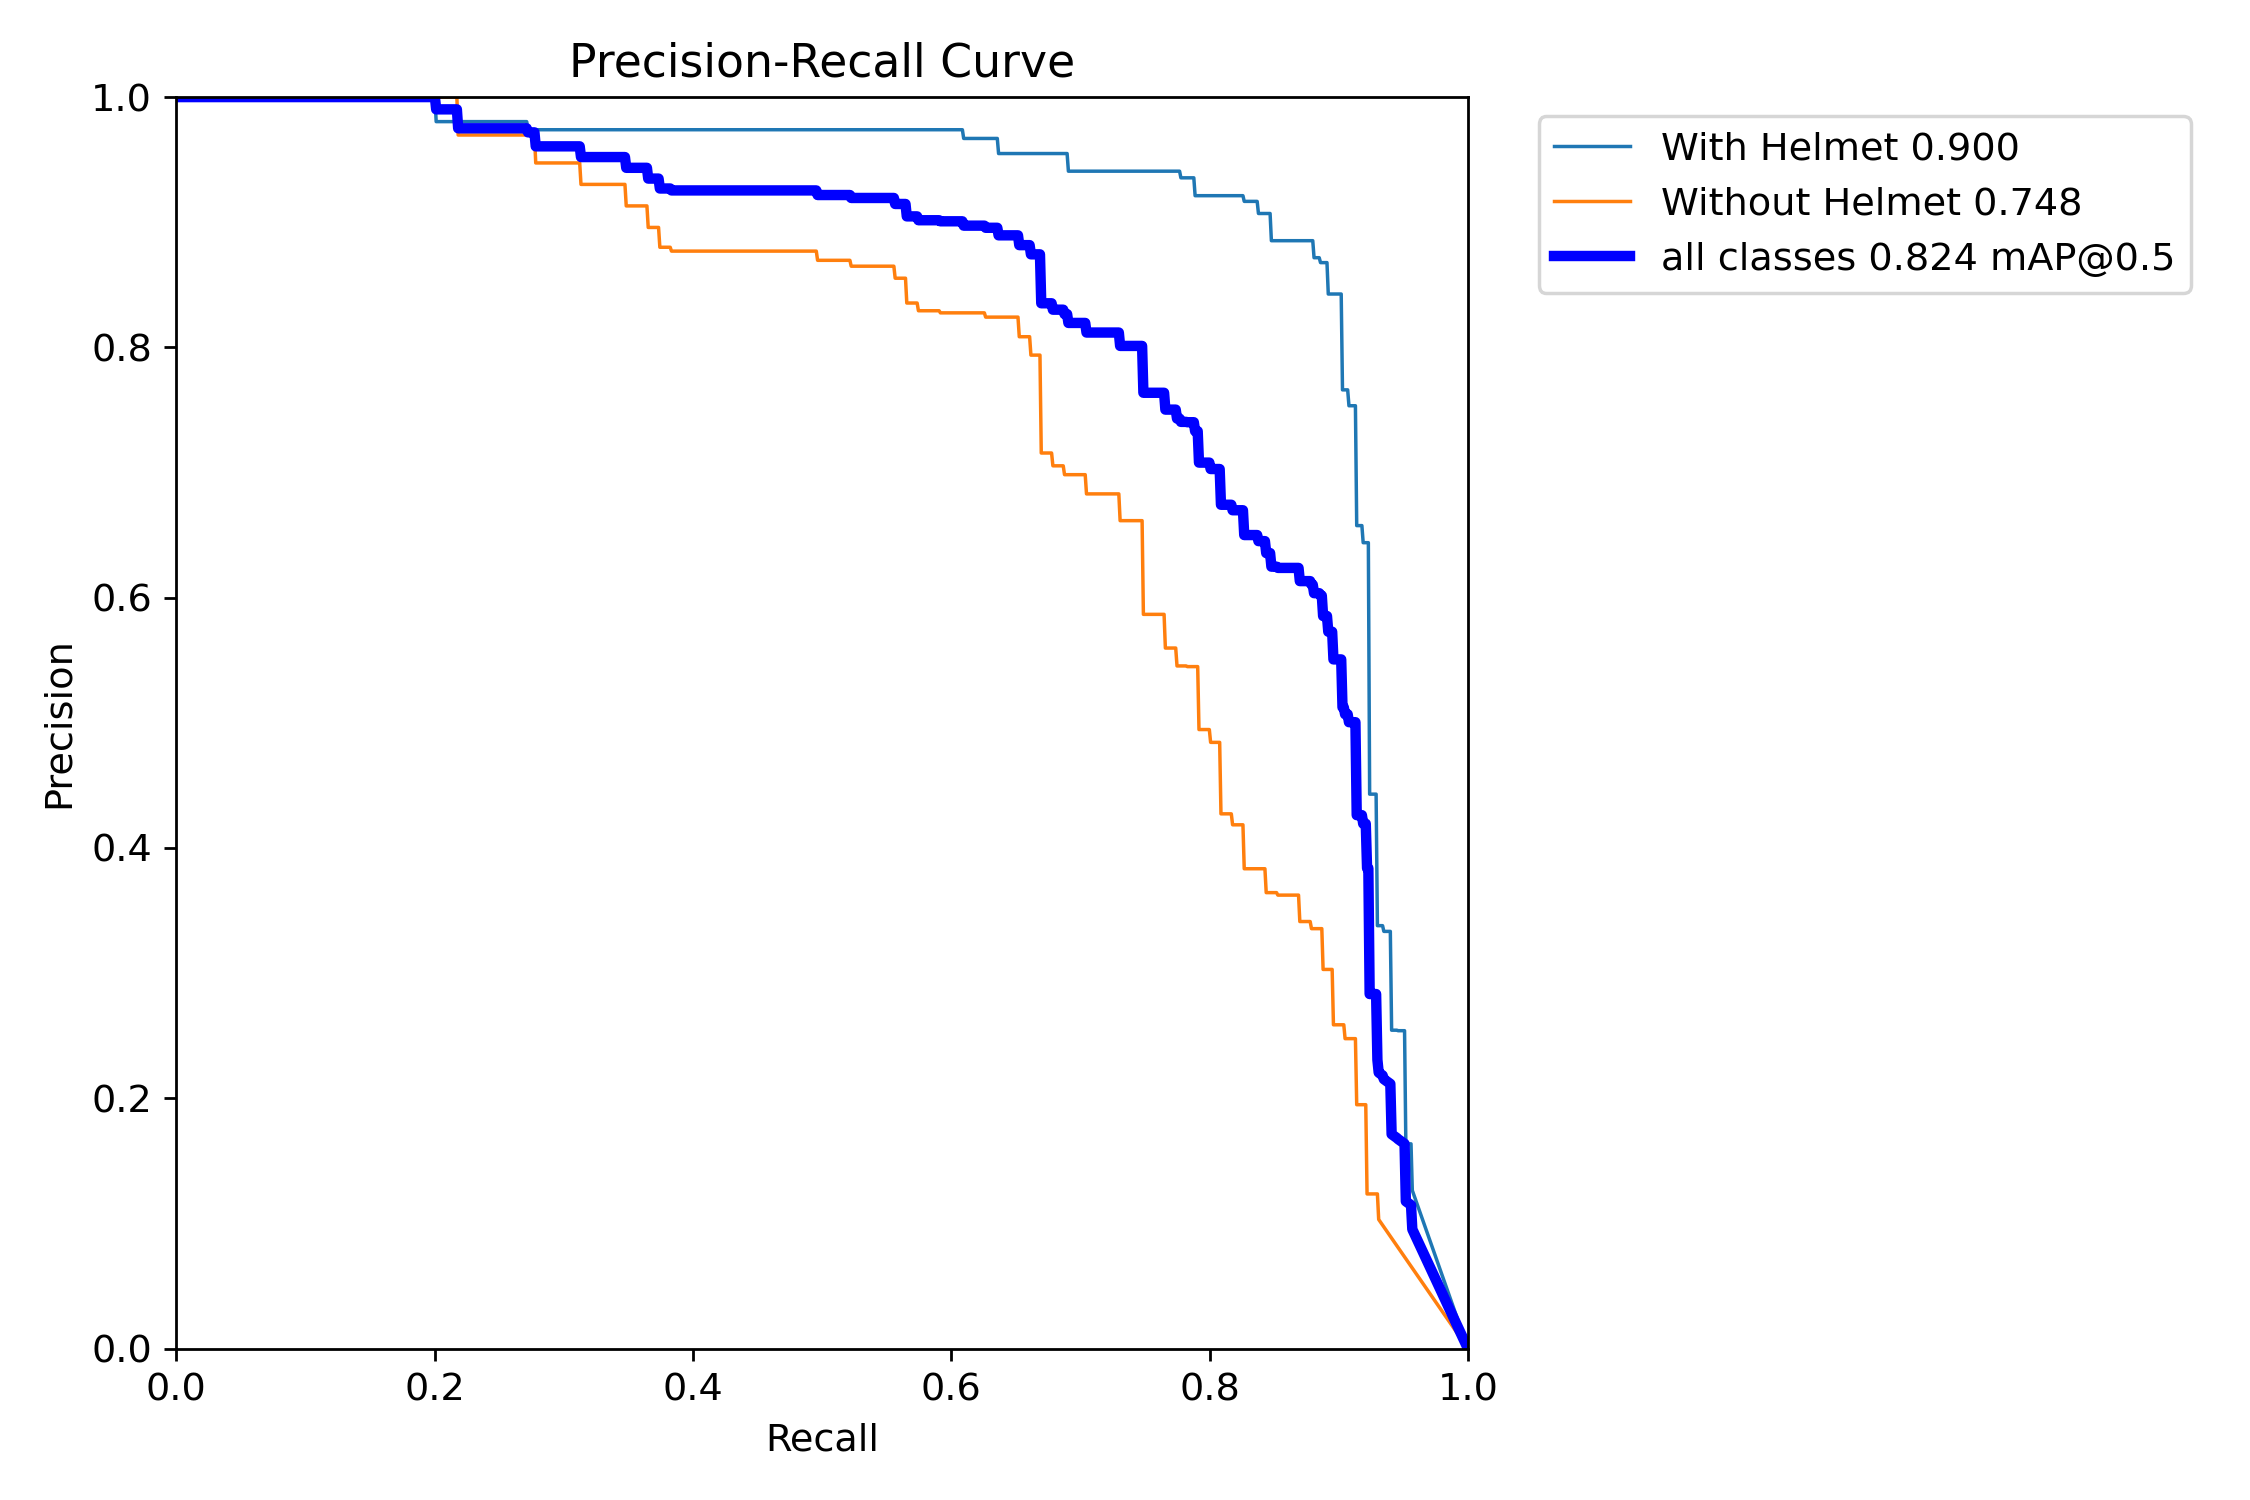 Precision-Recall Curve
1.0
0.8
0.6
0.4
0.2
0.0
Precision
0.0 0.2 0.4 0.6 0.8 1.0
Recall
With Helmet 0.900
Without Helmet 0.748
all classes 0.824 mAP@0.5